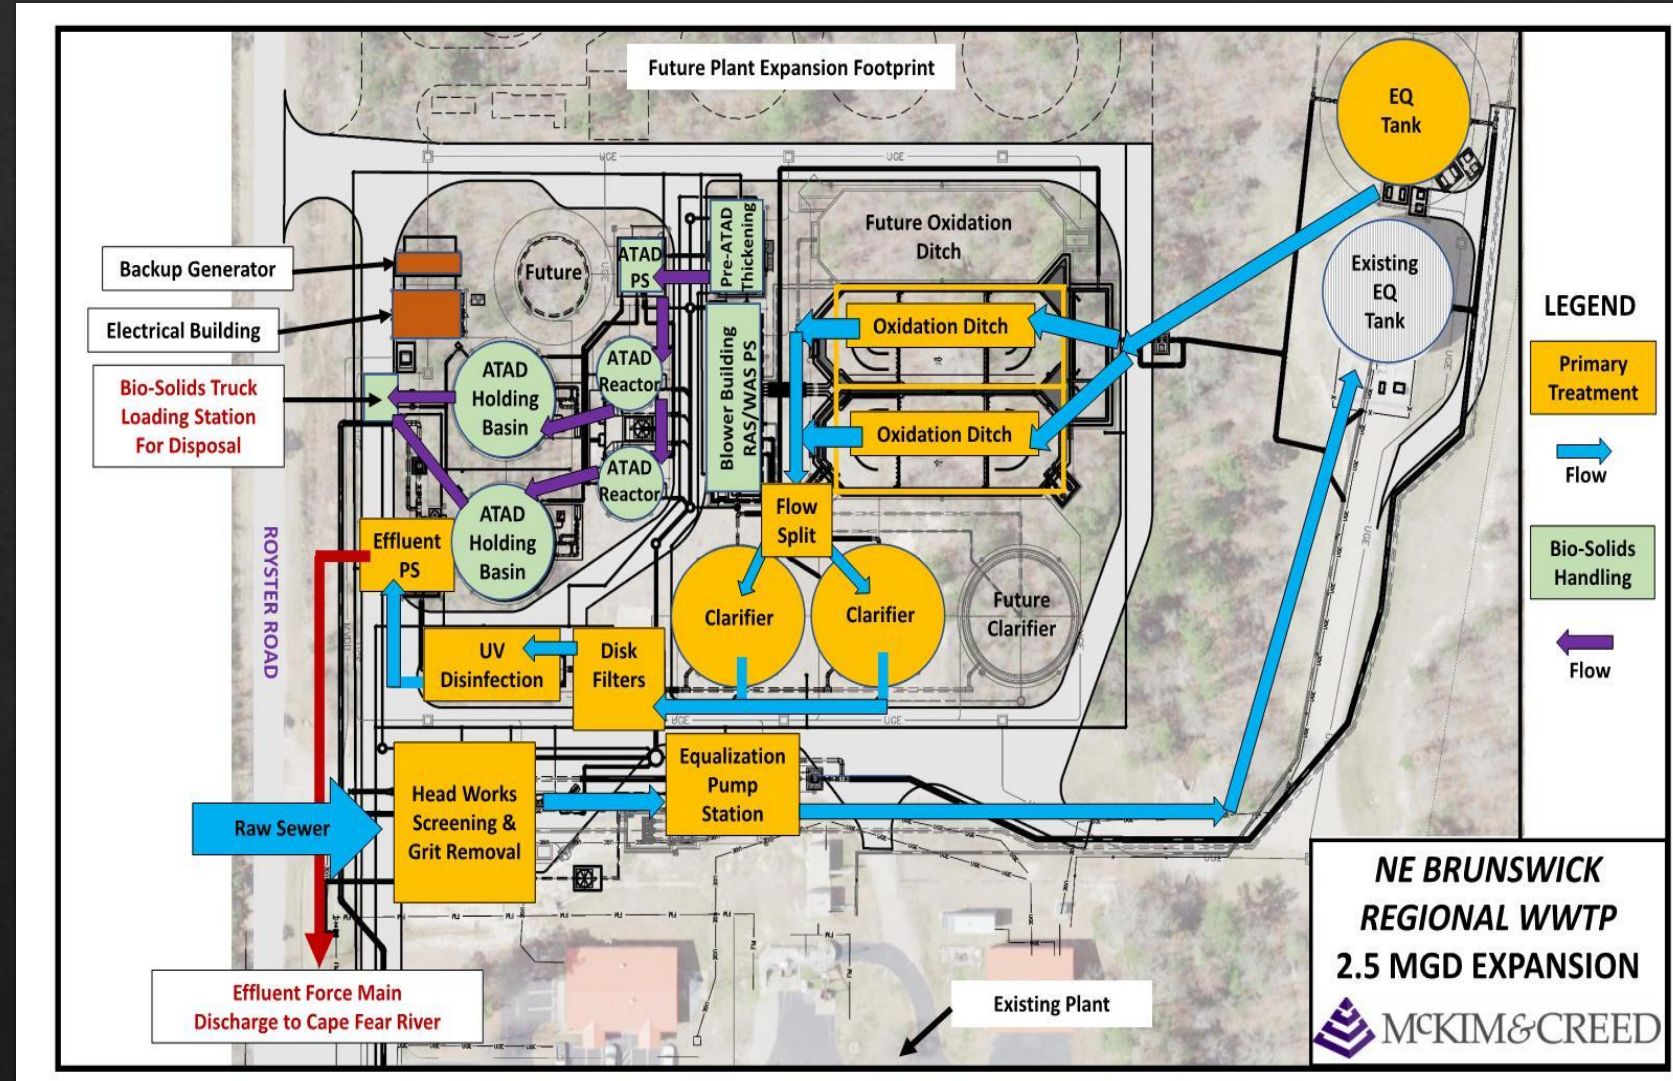 Future Plant Expansion Footprint
EQ
Tank
UGE
UGE
Backup Generator
Electrical Building
Bio-Solids Truck
Loading Station
For Disposal
Future
ATAD
PS
Pre-ATAD
Thickening
Future Oxidation
Ditch
Existing
EQ
Tank
Oxidation Ditch
Oxidation Ditch
Blower Building
RAS/WAS PS
ATAD
Reactor
ATAD
Reactor
ATAD
Holding
Basin
ATAD
Holding
Basin
Flow
Split
Clarifier
Clarifier
Future
Clarifier
Effluent
PS
UV
Disinfection
Disk
Filters
UGE
UGE
ROYSTER ROAD
Raw Sewer
Head Works
Screening &
Grit Removal
Equalization
Pump
Station
Effluent Force Main
Discharge to Cape Fear River
Existing Plant
LEGEND
Primary
Treatment
Flow
Bio-Solids
Handling
Flow
NE BRUNSWICK
REGIONAL WWTP
2.5 MGD EXPANSION
McKIM&CREED